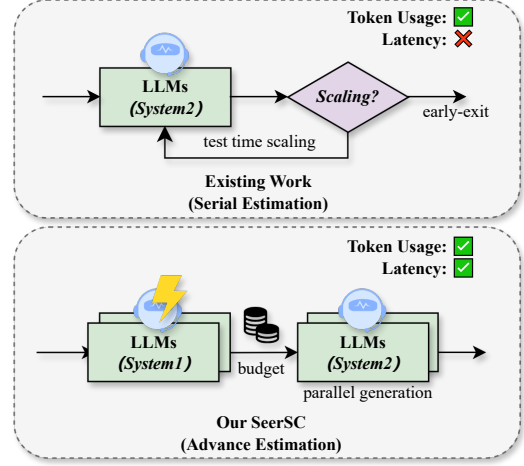 Token Usage: ✅
Latency: ❌
LLMs
(System2)
Scaling?
early-exit
test time scaling
Existing Work
(Serial Estimation)
Token Usage: ✅
Latency: ✅
LLMs
(System1)
budget
LLMs
(System2)
parallel generation
Our SeerSC
(Advance Estimation)